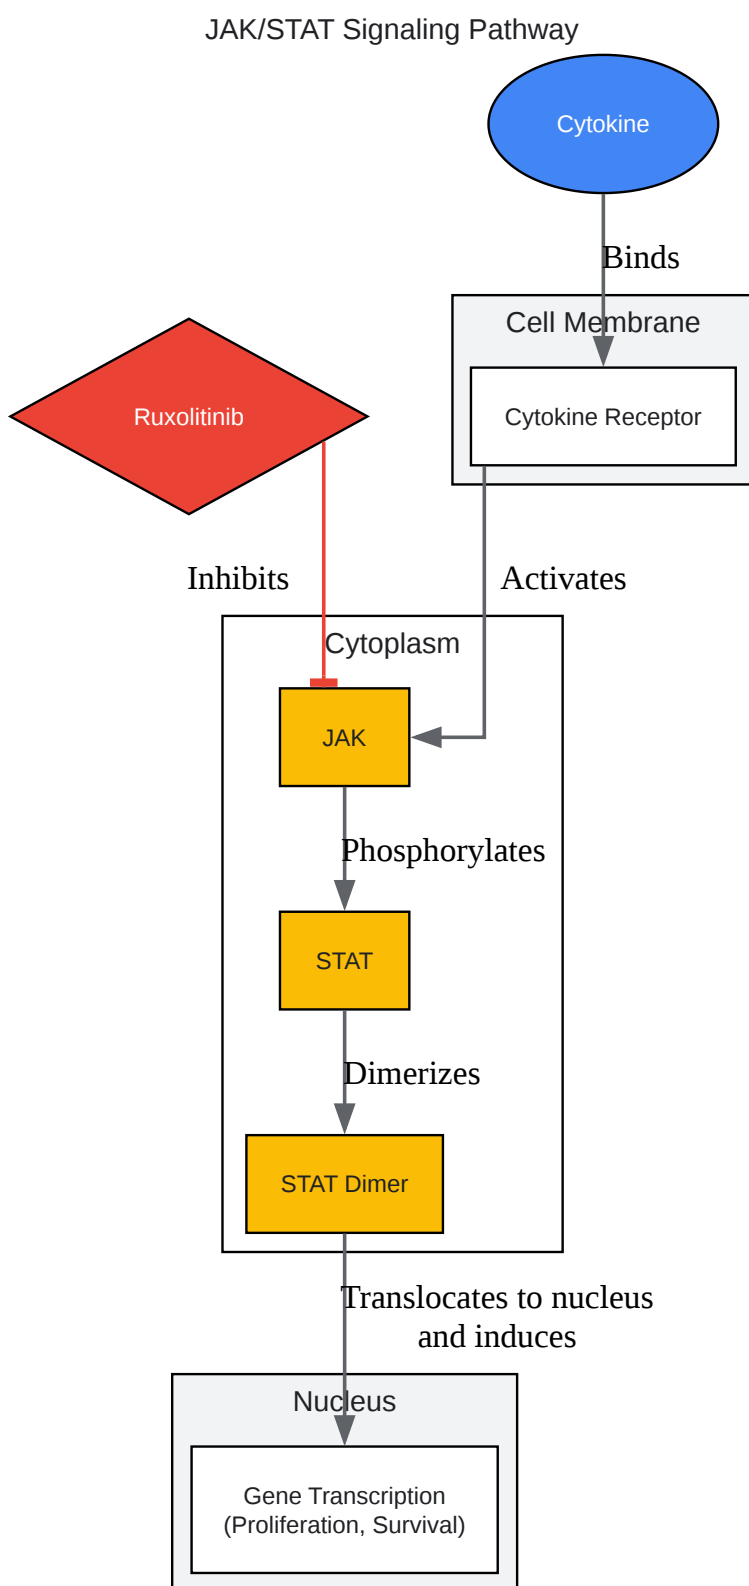 JAK/STAT Signaling Pathway
Cytokine
Binds
Cell Membrane
Cytokine Receptor
Ruxolitinib
Inhibits
Activates
Cytoplasm
JAK
Phosphorylates
STAT
Dimerizes
STAT Dimer
Translocates to nucleus
and induces
Nucleus
Gene Transcription
(Proliferation, Survival)